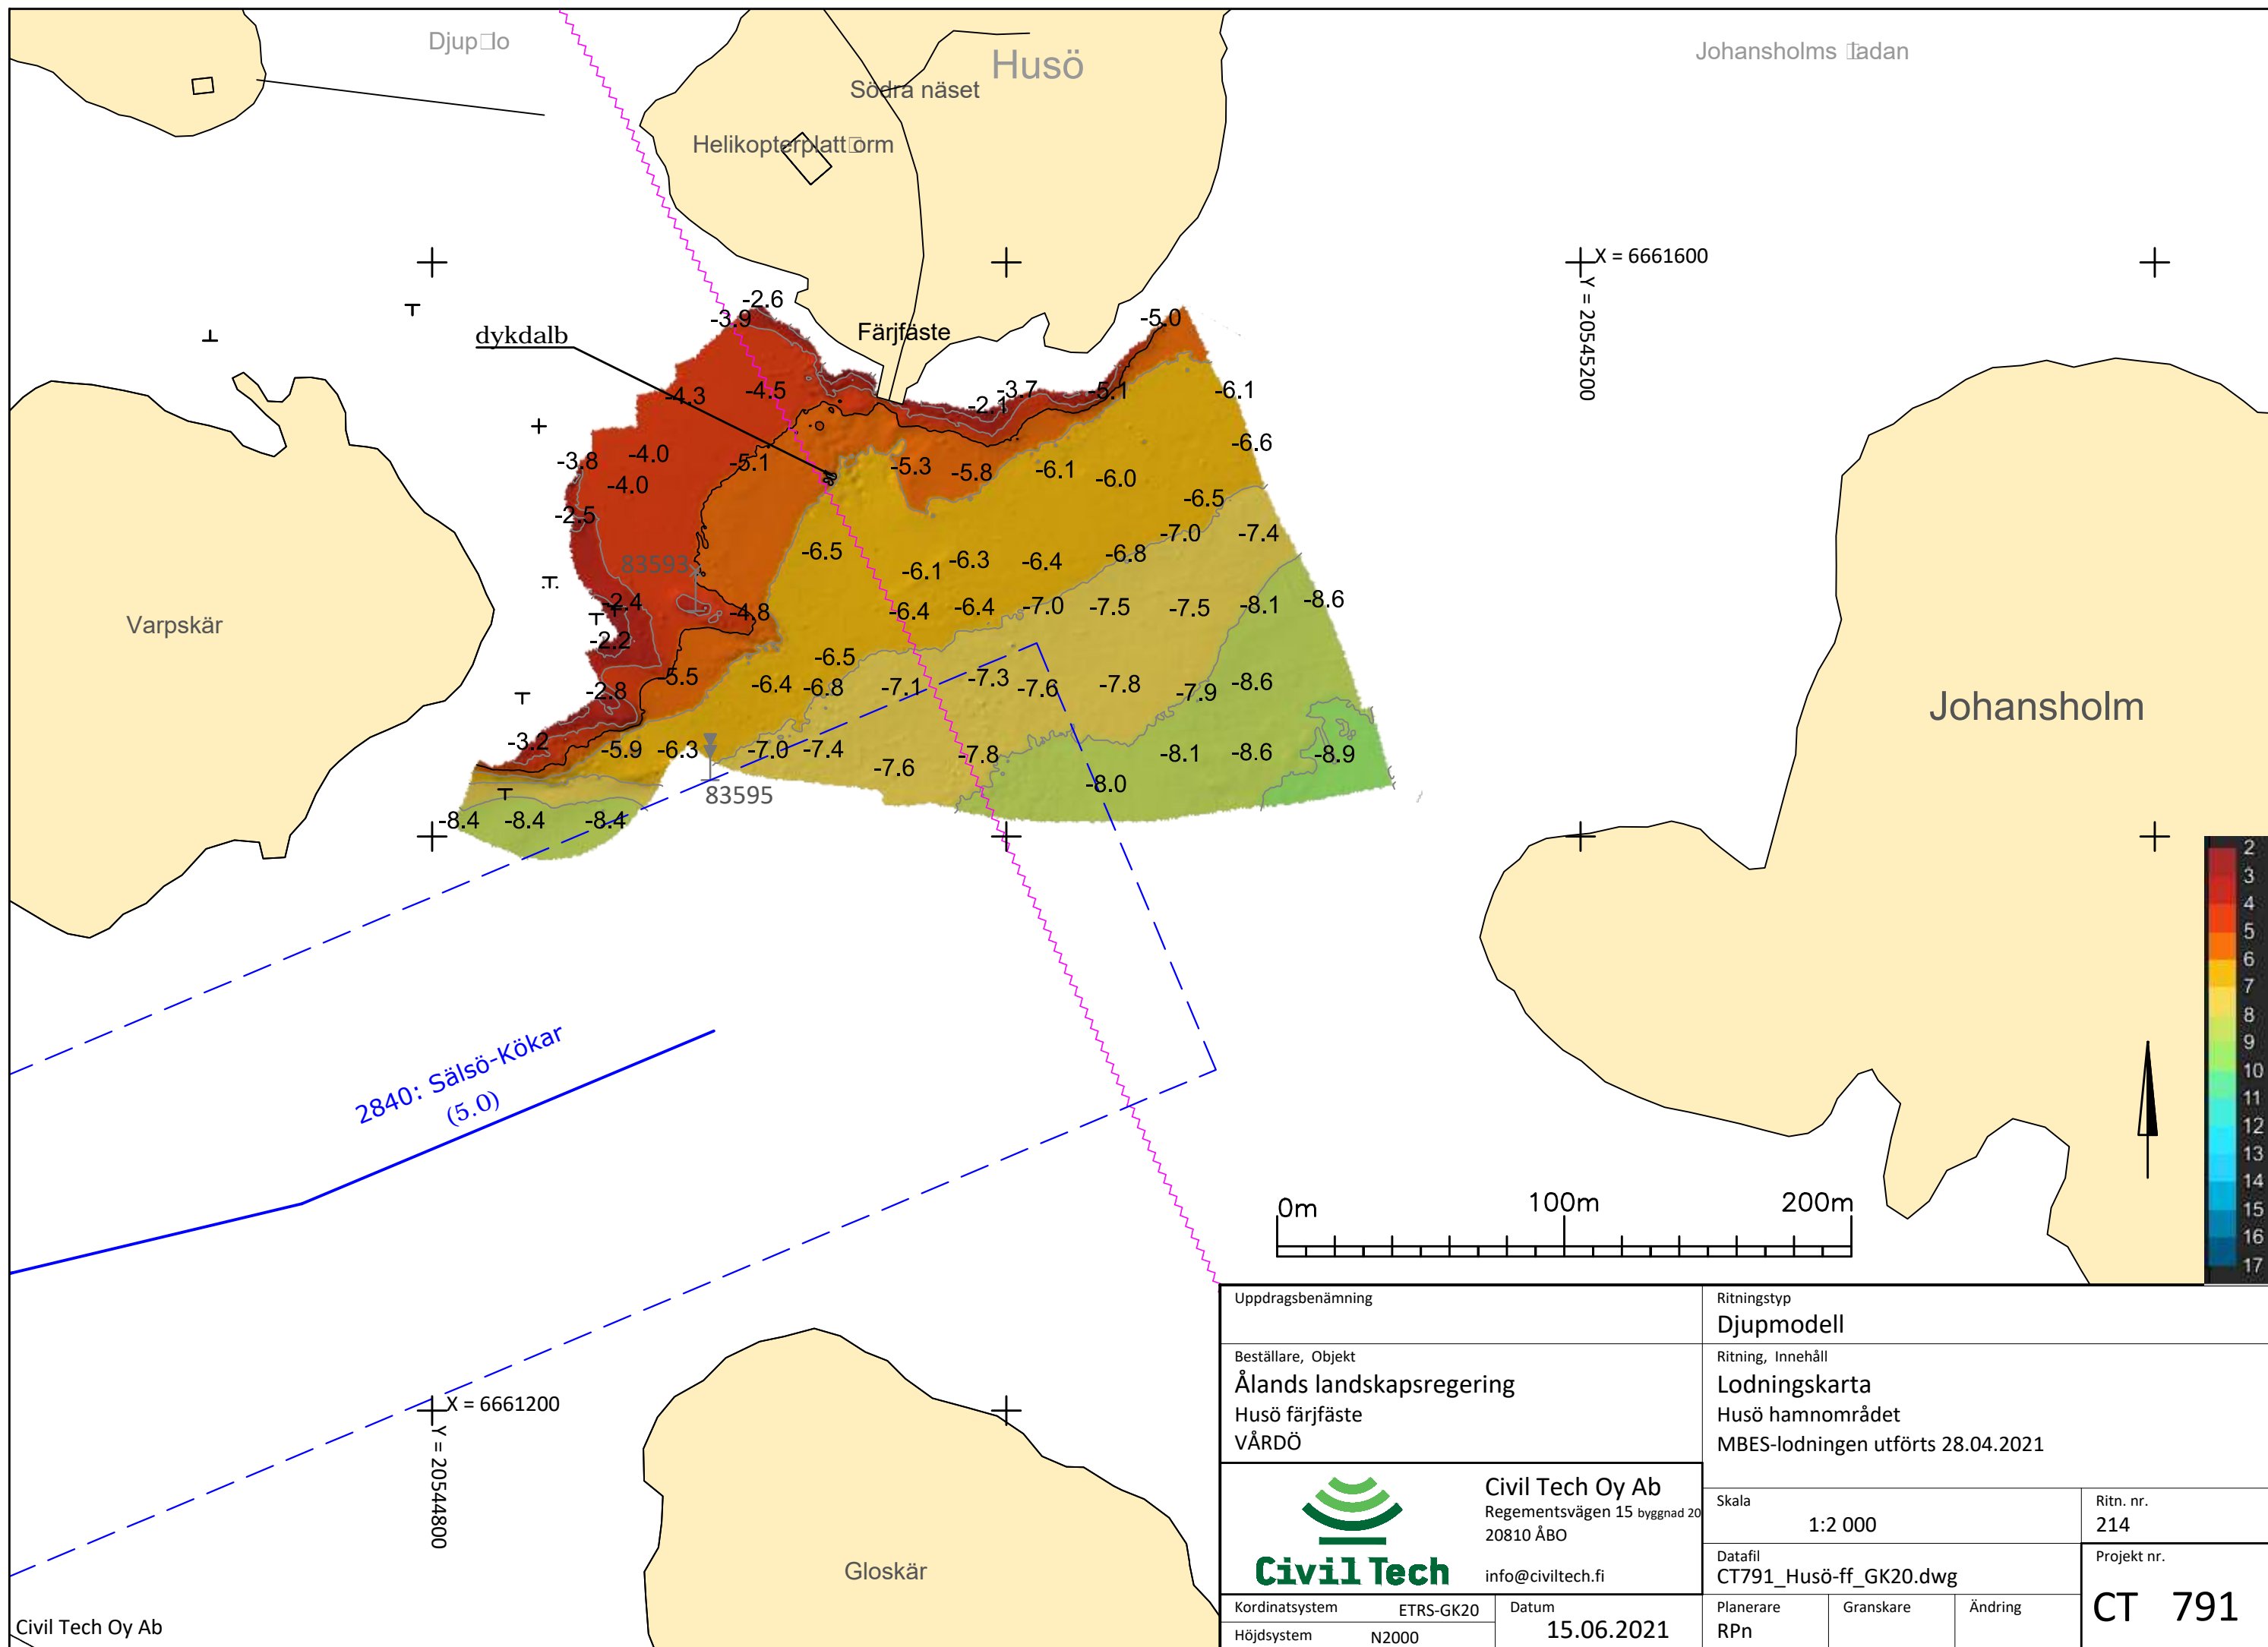 Djup□lo
Husö
Johansholms □ladan
Södra näset
Helikopterplatt□orm
X = 6661600
Y = 20545200
-2.6
-3.9
-5.0
dykdalb
Färjfäste
-4.3
-4.5
-2.1
-3.7
-5.1
-6.1
-6.6
-3.8
-4.0
-5.1
-5.3
-5.8
-6.1
-6.0
-4.0
-6.5
-2.5
-7.0
-7.4
-6.5
-6.1
-6.3
-6.4
-6.8
83593
-2.4
-4.8
-6.4
-6.4
-7.0
-7.5
-7.5
-8.1
-8.6
Varpskär
-2.2
-6.5
-2.8
-5.5
-6.4
-6.8
-7.1
-7.3
-7.6
-7.8
-7.9
-8.6
Johansholm
-3.2
-5.9
-6.3
-7.0
-7.4
-7.6
-7.8
-8.1
-8.6
-8.9
-8.0
83595
-8.4
-8.4
-8.4
2
3
4
5
6
7
8
9
10
11
12
13
14
15
16
17
2840: Sälsö-Kökar
(5.0)
0m 100m 200m
X = 6661200
Y = 20544800
Gloskär
Civil Tech Oy Ab
Uppdragsbenämning
Ritningstyp
Djupmodell
Beställare, Objekt
Ålands landskapsregering
Husö färjfäste
VÅRDÖ
Ritning, Innehåll
Lodningskarta
Husö hamnområdet
MBES-lodningen utförts 28.04.2021
Civil Tech
Civil Tech Oy Ab
Regementsvägen 15 byggnad 20
20810 ÅBO
info@civiltech.fi
Skala
1:2 000
Ritn. nr.
214
Datafil
CT791_Husö-ff_GK20.dwg
Projekt nr.
CT 791
Kordinatsystem ETRS-GK20
Höjdsystem N2000
Datum
15.06.2021
Planerare
RPn
Granskare
Ändring